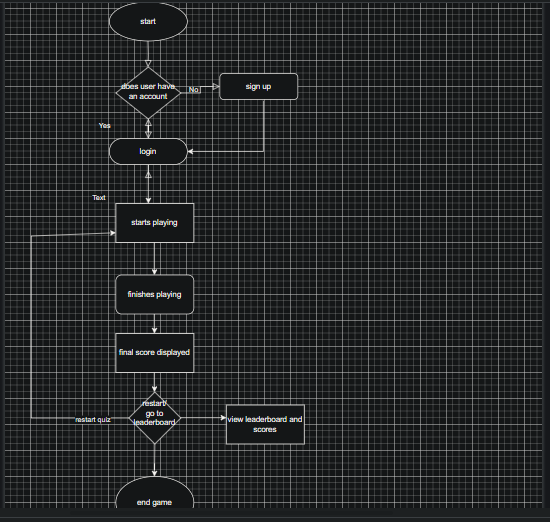 start
does user have
an account
No
sign up
Yes
login
Text
starts playing
finishes playing
final score displayed
restart/
go to
leaderboard
restart quiz
view leaderboard and
scores
end game